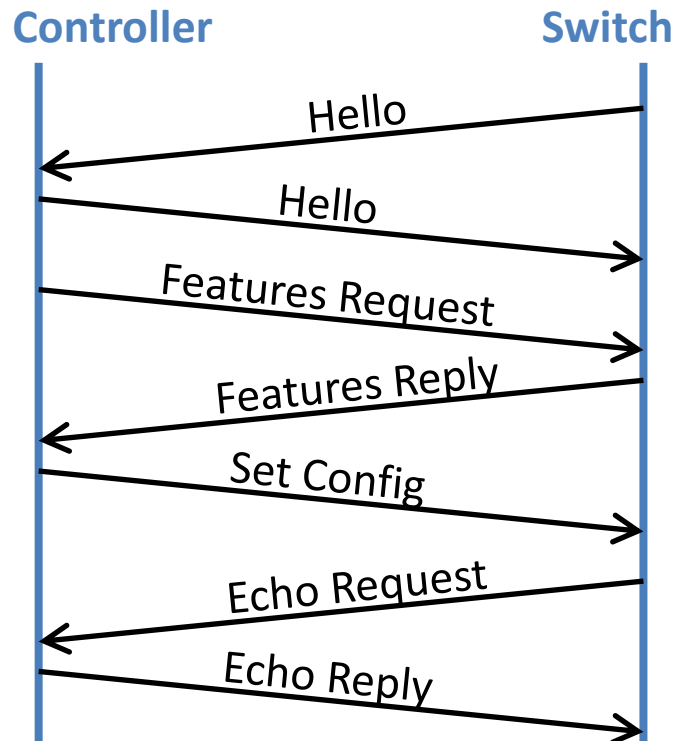 Controller
Switch
Hello
Hello
Features Request
Features Reply
Set Config
Echo Request
Echo Reply